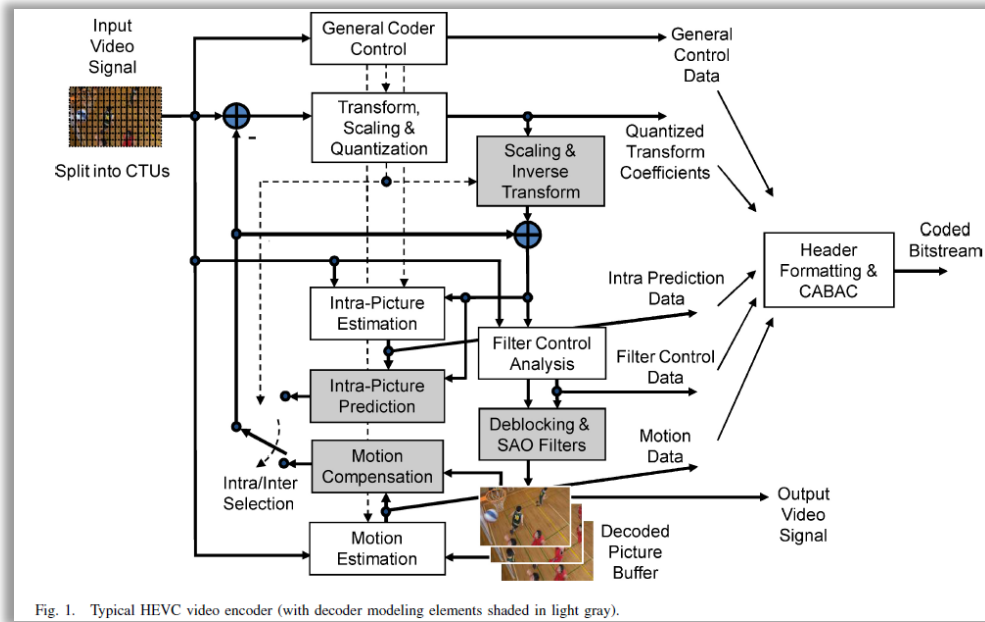 Input
Video
Signal
Split into CTUs
General Coder
Control
Transform,
Scaling &
Quantization
-
Scaling &
Inverse
Transform
General
Control
Data
Quantized
Transform
Coefficients
Header
Formatting &
CABAC
Coded
Bitstream
Intra-Picture
Estimation
Intra Prediction
Data
Filter Control
Analysis
Filter Control
Data
Intra-Picture
Prediction
Deblocking &
SAO Filters
Motion
Compensation
Motion
Data
Intra/Inter
Selection
Motion
Estimation
Decoded
Picture
Buffer
Output
Video
Signal
Fig. 1. Typical HEVC video encoder (with decoder modeling elements shaded in light gray).